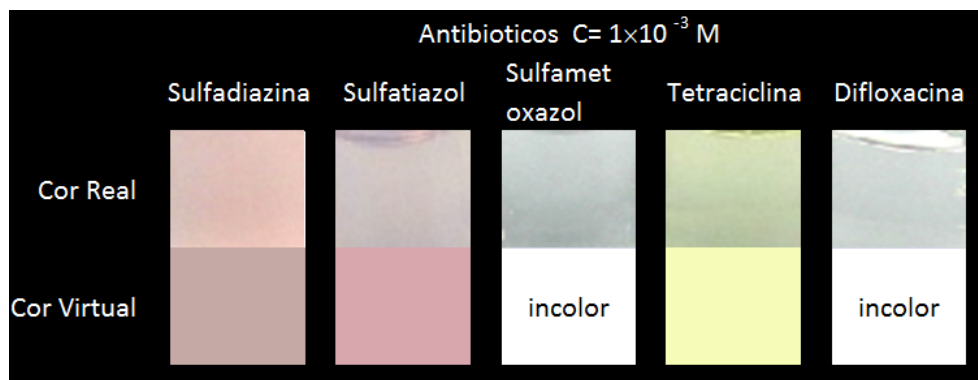 Antibioticos C= 1×10 -3 M
Sulfadiazina Sulfatiazol Sulfamet oxazol Tetraciclina Difloxacina
Cor Real
Cor Virtual incolor incolor